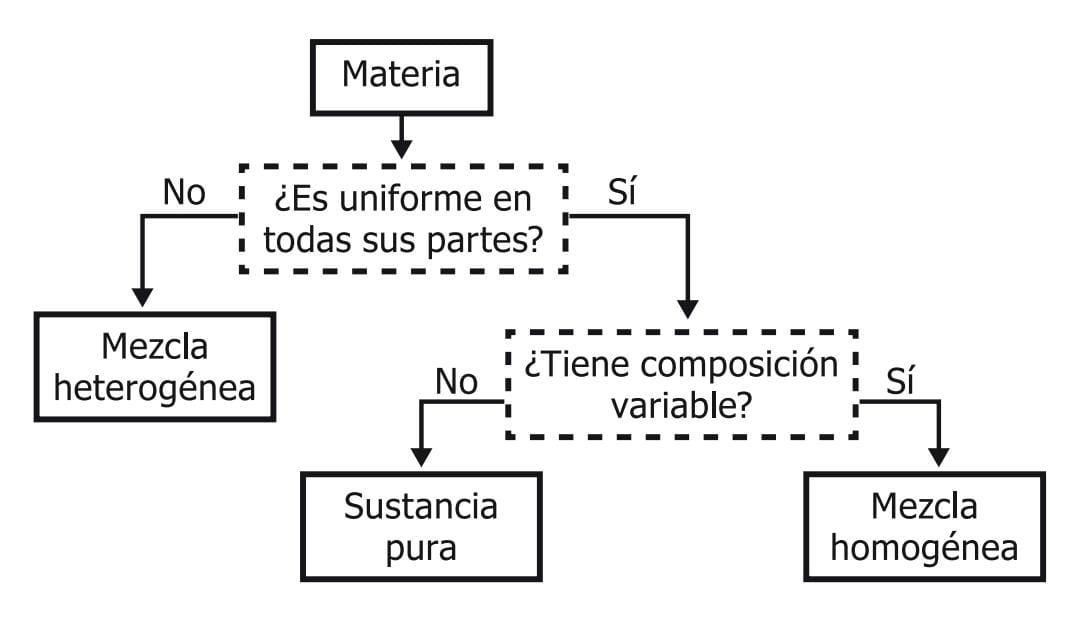 Materia
No
¿Es uniforme en
todas sus partes?
Sí
Mezcla
heterogénea
No
¿Tiene composición
variable?
Sí
Sustancia
pura
Mezcla
homogénea